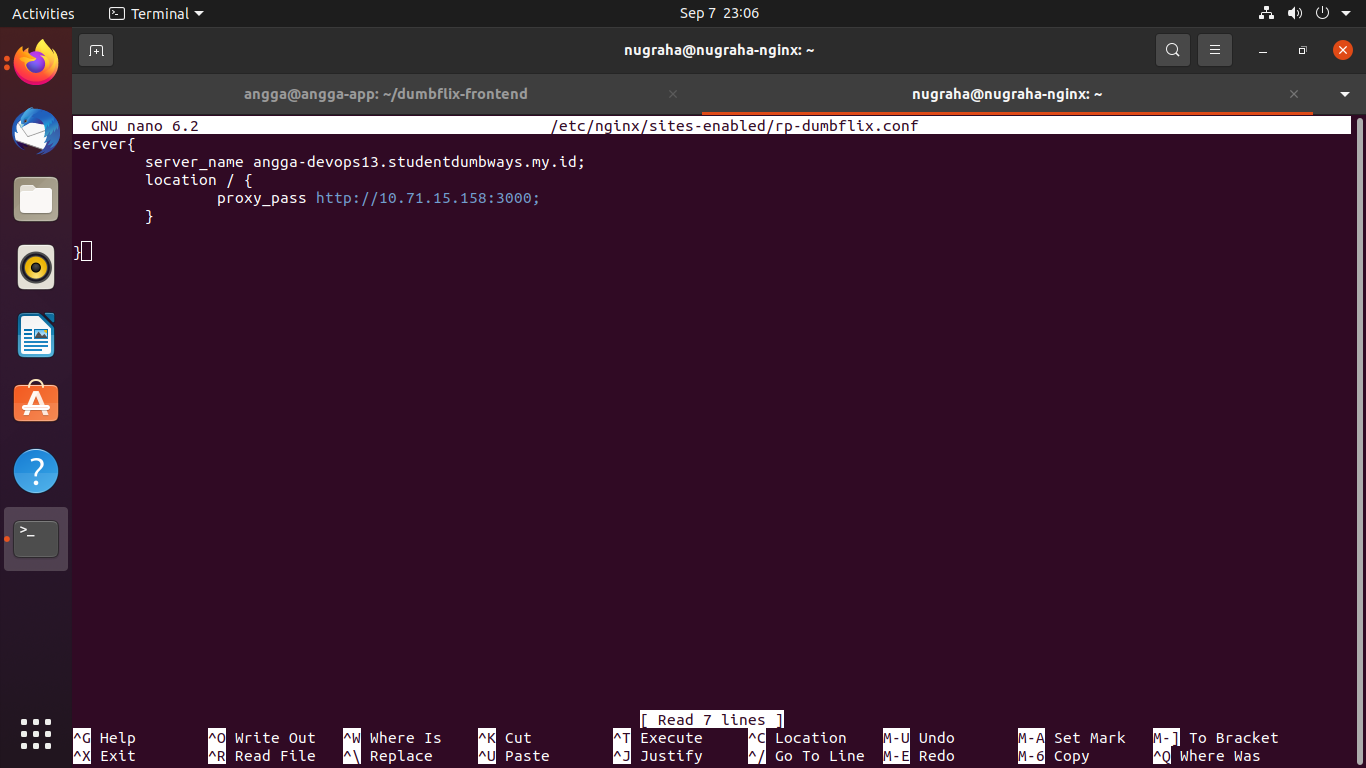 Activities Terminal Sep 7 23:06
nugraha@nugraha-nginx: ~
angga@angga-app: ~/dumbflix-frontend nugraha@nugraha-nginx: ~
GNU nano 6.2 /etc/nginx/sites-enabled/rp-dumbflix.conf
server{
server_name angga-devops13.studentdumbways.my.id;
location / {
proxy_pass http://10.71.15.158:3000;
}
}
[ Read 7 lines ]
^G Help ^O Write Out ^W Where Is ^K Cut ^T Execute ^C Location M-U Undo M-A Set Mark M-] To Bracket
^X Exit ^R Read File ^\ Replace ^U Paste ^J Justify ^/ Go To Line M-E Redo M-6 Copy ^Q Where Was